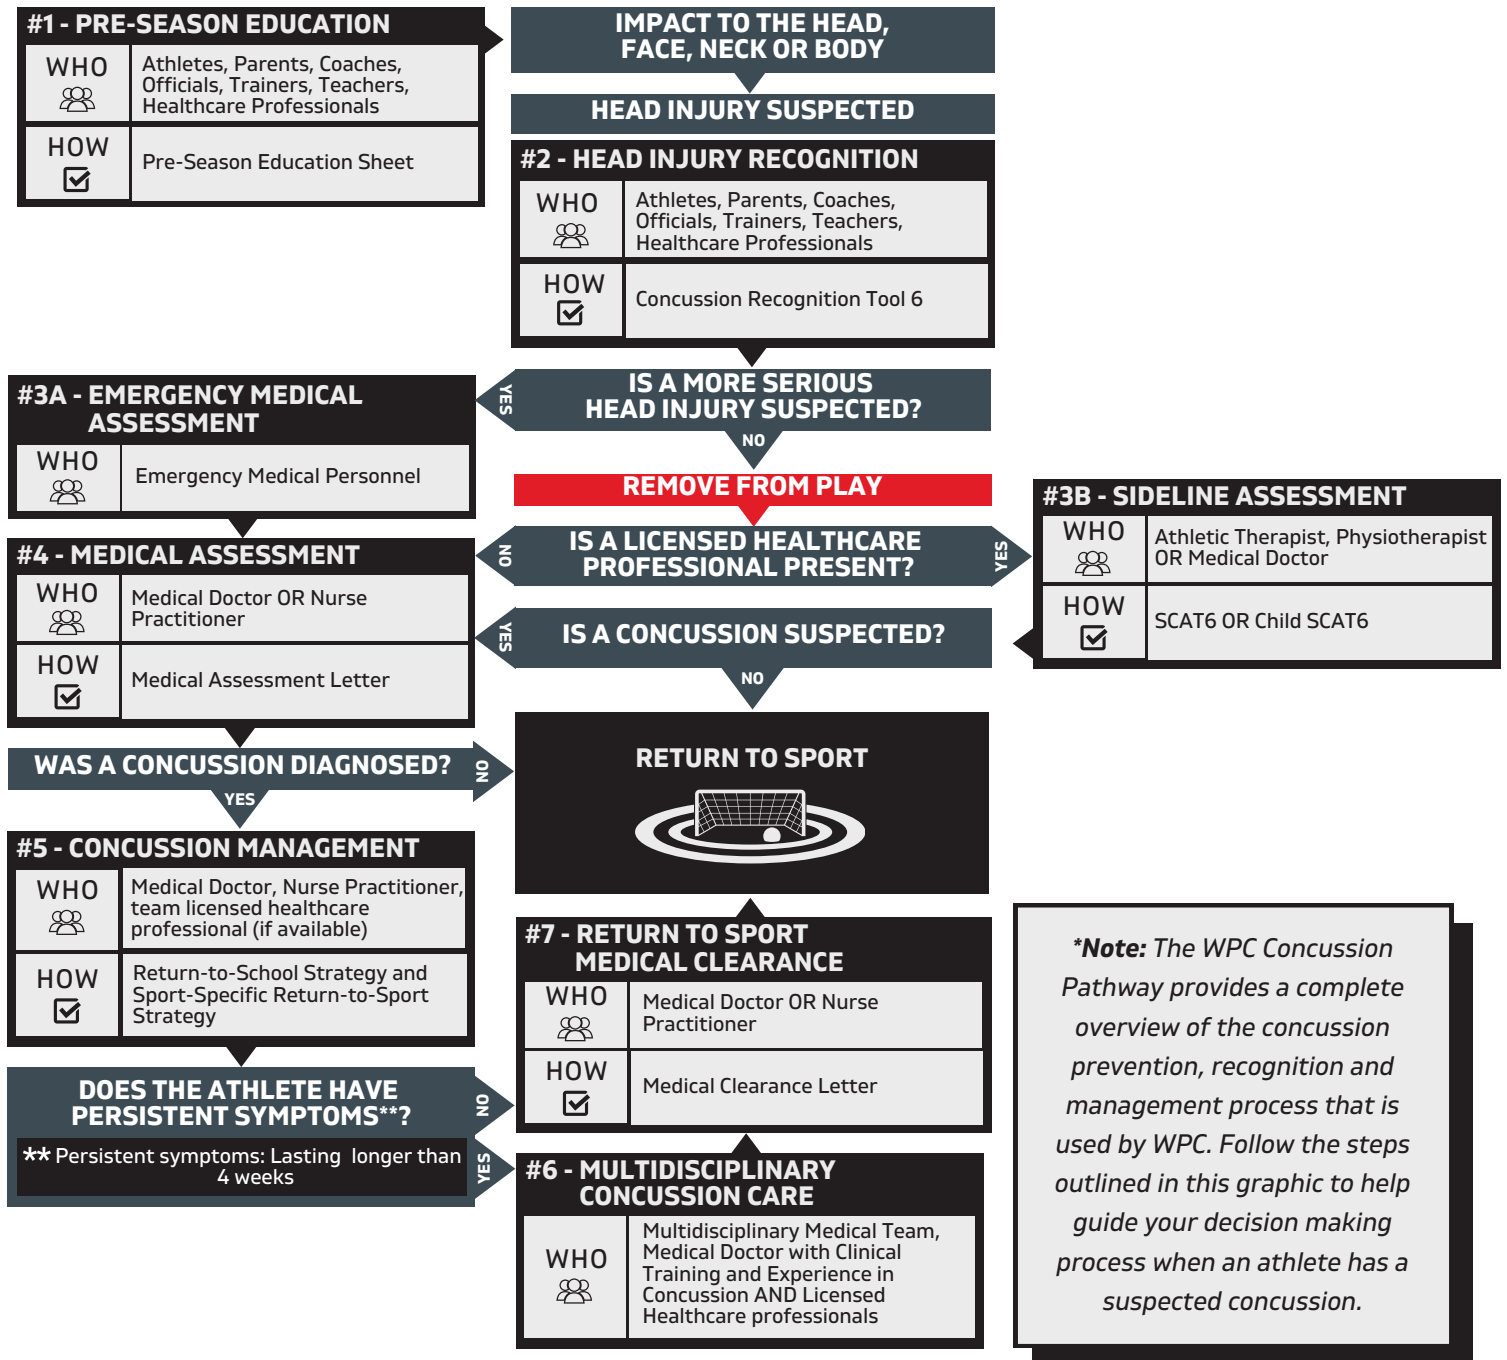 #1 - PRE-SEASON EDUCATION
WHO
Athletes, Parents, Coaches,
Officials, Trainers, Teachers,
Healthcare Professionals
HOW
Pre-Season Education Sheet
IMPACT TO THE HEAD,
FACE, NECK OR BODY
HEAD INJURY SUSPECTED
#2 - HEAD INJURY RECOGNITION
WHO
Athletes, Parents, Coaches,
Officials, Trainers, Teachers,
Healthcare Professionals
HOW
Concussion Recognition Tool 6
IS A MORE SERIOUS
HEAD INJURY SUSPECTED?
YES
NO
#3A - EMERGENCY MEDICAL
ASSESSMENT
WHO
Emergency Medical Personnel
REMOVE FROM PLAY
IS A LICENSED HEALTHCARE
PROFESSIONAL PRESENT?
NO
YES
#3B - SIDELINE ASSESSMENT
WHO
Athletic Therapist, Physiotherapist
OR Medical Doctor
HOW
SCAT6 OR Child SCAT6
#4 - MEDICAL ASSESSMENT
WHO
Medical Doctor OR Nurse
Practitioner
HOW
Medical Assessment Letter
IS A CONCUSSION SUSPECTED?
YES
NO
WAS A CONCUSSION DIAGNOSED?
NO
YES
RETURN TO SPORT
#5 - CONCUSSION MANAGEMENT
WHO
Medical Doctor, Nurse Practitioner,
team licensed healthcare
professional (if available)
HOW
Return-to-School Strategy and
Sport-Specific Return-to-Sport
Strategy
DOES THE ATHLETE HAVE
PERSISTENT SYMPTOMS**?
NO
** Persistent symptoms: Lasting longer than
4 weeks
YES
#7 - RETURN TO SPORT
MEDICAL CLEARANCE
WHO
Medical Doctor OR Nurse
Practitioner
HOW
Medical Clearance Letter
#6 - MULTIDISCIPLINARY
CONCUSSION CARE
WHO
Multidisciplinary Medical Team,
Medical Doctor with Clinical
Training and Experience in
Concussion AND Licensed
Healthcare professionals
*Note: The WPC Concussion
Pathway provides a complete
overview of the concussion
prevention, recognition and
management process that is
used by WPC. Follow the steps
outlined in this graphic to help
guide your decision making
process when an athlete has a
suspected concussion.